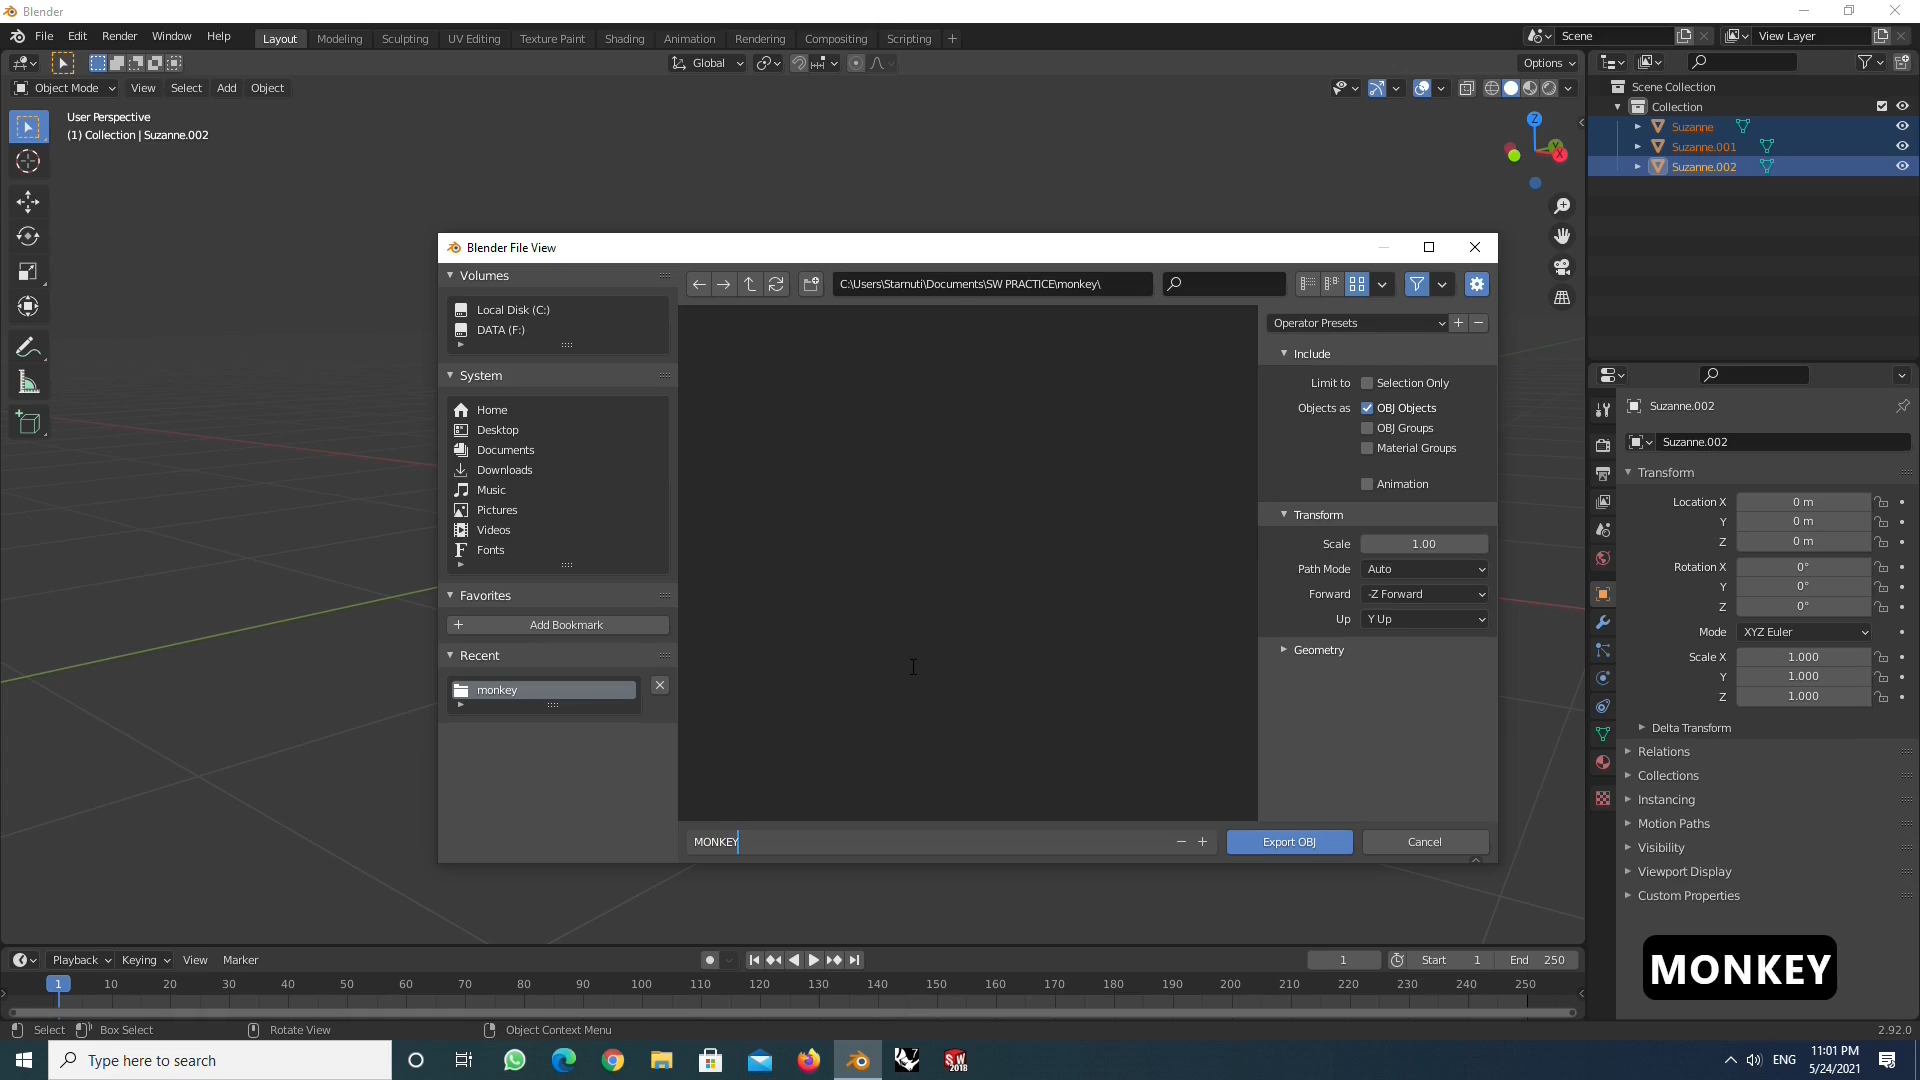 Blender
File Edit Render Window Help Layout Modeling Sculpting UV Editing Texture Paint Shading Animation Rendering Compositing Scripting + Scene View Layer
Global Options
Object Mode View Select Add Object
User Perspective
(1) Collection | Suzanne.002
Z
Y
X
Scene Collection
Collection
Suzanne
Suzanne.001
Suzanne.002
Blender File View
Volumes
Local Disk (C:)
DATA (F:)
System
Home
Desktop
Documents
Downloads
Music
Pictures
Videos
Fonts
Favorites
Add Bookmark
Recent
monkey
C:\Users\Starnuti\Documents\SW PRACTICE\monkey\
Operator Presets
Include
Limit to Selection Only
Objects as OBJ Objects
OBJ Groups
Material Groups
Animation
Transform
Scale 1.00
Path Mode Auto
Forward -Z Forward
Up Y Up
Geometry
MONKEY
Export OBJ Cancel
Suzanne.002
Suzanne.002
Transform
Location X 0 m
Y 0 m
Z 0 m
Rotation X 0°
Y 0°
Z 0°
Mode XYZ Euler
Scale X 1.000
Y 1.000
Z 1.000
Delta Transform
Relations
Collections
Instancing
Motion Paths
Visibility
Viewport Display
Custom Properties
MONKEY
Playback Keying View Marker 1 Start 1 End 250
1 10 20 30 40 50 60 70 80 90 100 110 120 130 140 150 160 170 180 190 200 210 220 230 240 250
Select Box Select Rotate View Object Context Menu 2.92.0
Type here to search
7
SW
2018
ENG
11:01 PM
5/24/2021